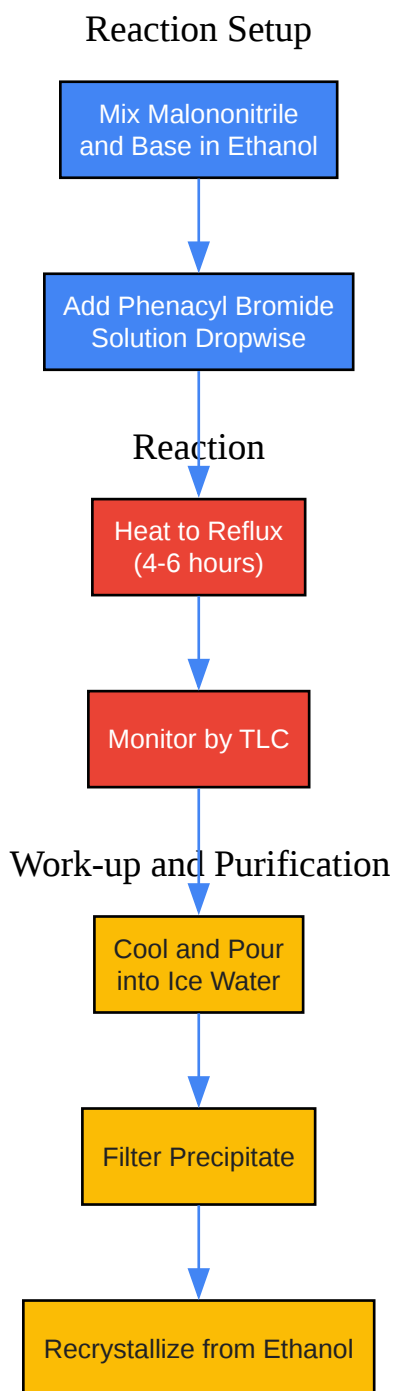 Reaction Setup
Mix Malononitrile
and Base in Ethanol
Add Phenacyl Bromide
Solution Dropwise
Reaction
Heat to Reflux
(4-6 hours)
Monitor by TLC
Work-up and Purification
Cool and Pour
into Ice Water
Filter Precipitate
Recrystallize from Ethanol